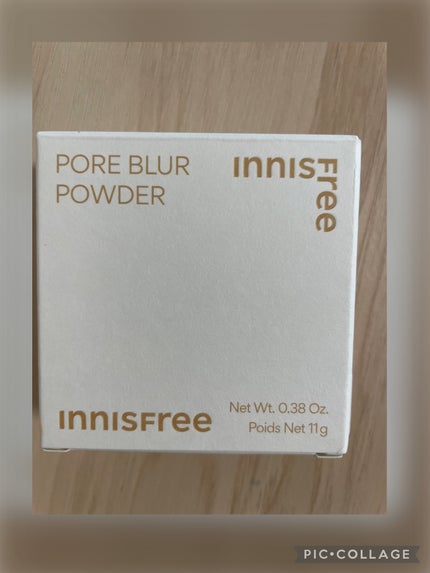 PORE BLUR
POWDER
INNISFree
INNISFree
Net Wt. 0.38 Oz.
Poids Net 11g
PIC•COLLAGE